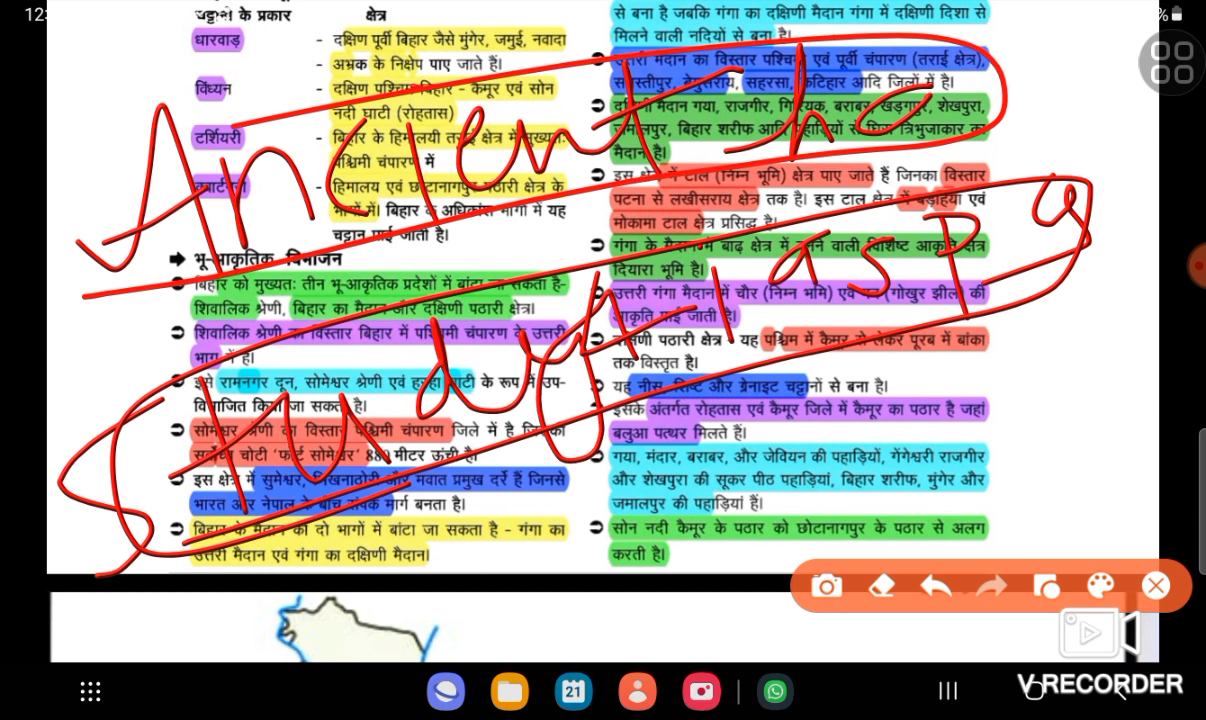 12:
%
चट्टानों के प्रकार क्षेत्र
धारवाड़ - दक्षिण पूर्वी बिहार जैसे मुंगेर, जमुई, नवादा
- अभ्रक के निक्षेप पाए जाते हैं।
विंध्यन - दक्षिण पश्चिम बिहार - कैमूर एवं सोन
नदी घाटी (रोहतास)
टर्शियरी - बिहार के हिमालयी तराई क्षेत्र में मुख्यतः
पश्चिमी चंपारण में
क्वार्टनरी - हिमालय एवं छोटानागपुर पठारी क्षेत्र के
भागों में। बिहार के अधिकांश भागों में यह
चट्टान पाई जाती है।
भू-आकृतिक विभाजन
बिहार को मुख्यतः तीन भू-आकृतिक प्रदेशों में बांटा जा सकता है-
शिवालिक श्रेणी, बिहार का मैदान और दक्षिणी पठारी क्षेत्र।
शिवालिक श्रेणी का विस्तार बिहार में पश्चिमी चंपारण के उत्तरी
भाग में है।
इसे रामनगर दून, सोमेश्वर श्रेणी एवं हरहा घाटी के रूप में उप-
विभाजित किया जा सकता है।
सोमेश्वर श्रेणी का विस्तार पश्चिमी चंपारण जिले में है जिसकी
सर्वोच्च चोटी 'फोर्ट सोमेश्वर' 880 मीटर ऊंची है।
इस क्षेत्र में सुमेश्वर, भिखनाठोरी और मवात प्रमुख दर्रे हैं जिनसे
भारत और नेपाल के बीच संपर्क मार्ग बनता है।
बिहार के मैदान को दो भागों में बांटा जा सकता है - गंगा का
उत्तरी मैदान एवं गंगा का दक्षिणी मैदान।
से बना है जबकि गंगा का दक्षिणी मैदान गंगा में दक्षिणी दिशा से
मिलने वाली नदियों से बना है।
उत्तरी मैदान का विस्तार पश्चिम एवं पूर्वी चंपारण (तराई क्षेत्र),
समस्तीपुर, बेगुसराय, सहरसा, कटिहार आदि जिलों में है।
दक्षिणी मैदान गया, राजगीर, गिरियक, बराबर, खड़गपुर, शेखपुरा,
जमालपुर, बिहार शरीफ आदि पहाड़ियों से घिरा त्रिभुजाकार का
मैदान है।
इस क्षेत्र में टाल (निम्न भूमि) क्षेत्र पाए जाते हैं जिनका विस्तार
पटना से लखीसराय क्षेत्र तक है। इस टाल क्षेत्र में बड़हिया एवं
मोकामा टाल क्षेत्र प्रसिद्ध है।
गंगा के मैदान में बाढ़ क्षेत्र में बनने वाली विशिष्ट आकृति क्षेत्र
दियारा भूमि है।
उत्तरी गंगा मैदान में चौर (निम्न भूमि) एवं मन (गोखुर झील) की
आकृति पाई जाती है।
दक्षिणी पठारी क्षेत्र - यह पश्चिम में कैमूर से लेकर पूरब में बांका
तक विस्तृत है।
यह नीस, शिष्ट और ग्रेनाइट चट्टानों से बना है।
इसके अंतर्गत रोहतास एवं कैमूर जिले में कैमूर का पठार है जहां
बलुआ पत्थर मिलते हैं।
गया, मंदार, बराबर, और जेवियन की पहाड़ियों, गेंगेश्वरी राजगीर
और शेखपुरा की सूकर पीठ पहाड़ियां, बिहार शरीफ, मुंगेर और
जमालपुर की पहाड़ियां हैं।
सोन नदी कैमूर के पठार को छोटानागपुर के पठार से अलग
करती है।
Ancient
21
V RECORDER